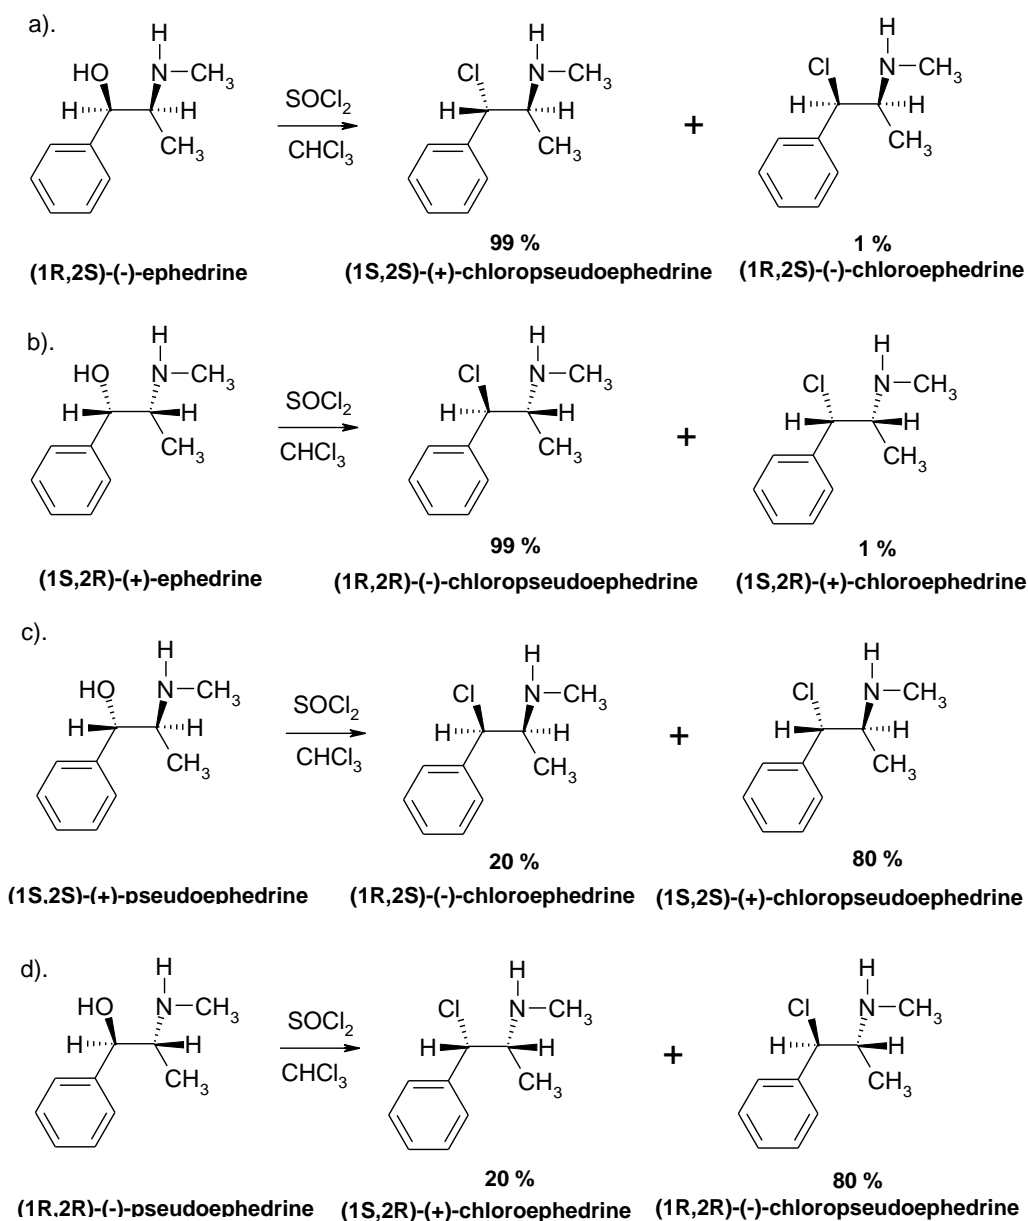 a).
HO H N CH3 H H CH3
SOCl2
CHCl3
Cl H N CH3 H H CH3
+
Cl H N CH3 H H CH3
99 %
1 %
(1R,2S)-(-)-ephedrine
(1S,2S)-(+)-chloropseudoephedrine
(1R,2S)-(-)-chloroephedrine
b).
HO H N CH3 H H CH3
SOCl2
CHCl3
Cl H N CH3 H H CH3
+
Cl H N CH3 H H CH3
99 %
1 %
(1S,2R)-(+)-ephedrine
(1R,2R)-(-)-chloropseudoephedrine
(1S,2R)-(+)-chloroephedrine
c).
HO H N CH3 H H CH3
SOCl2
CHCl3
Cl H N CH3 H H CH3
+
Cl H N CH3 H H CH3
20 %
80 %
(1S,2S)-(+)-pseudoephedrine
(1R,2S)-(-)-chloroephedrine
(1S,2S)-(+)-chloropseudoephedrine
d).
HO H N CH3 H H CH3
SOCl2
CHCl3
Cl H N CH3 H H CH3
+
Cl H N CH3 H H CH3
20 %
80 %
(1R,2R)-(-)-pseudoephedrine
(1S,2R)-(+)-chloroephedrine
(1R,2R)-(-)-chloropseudoephedrine